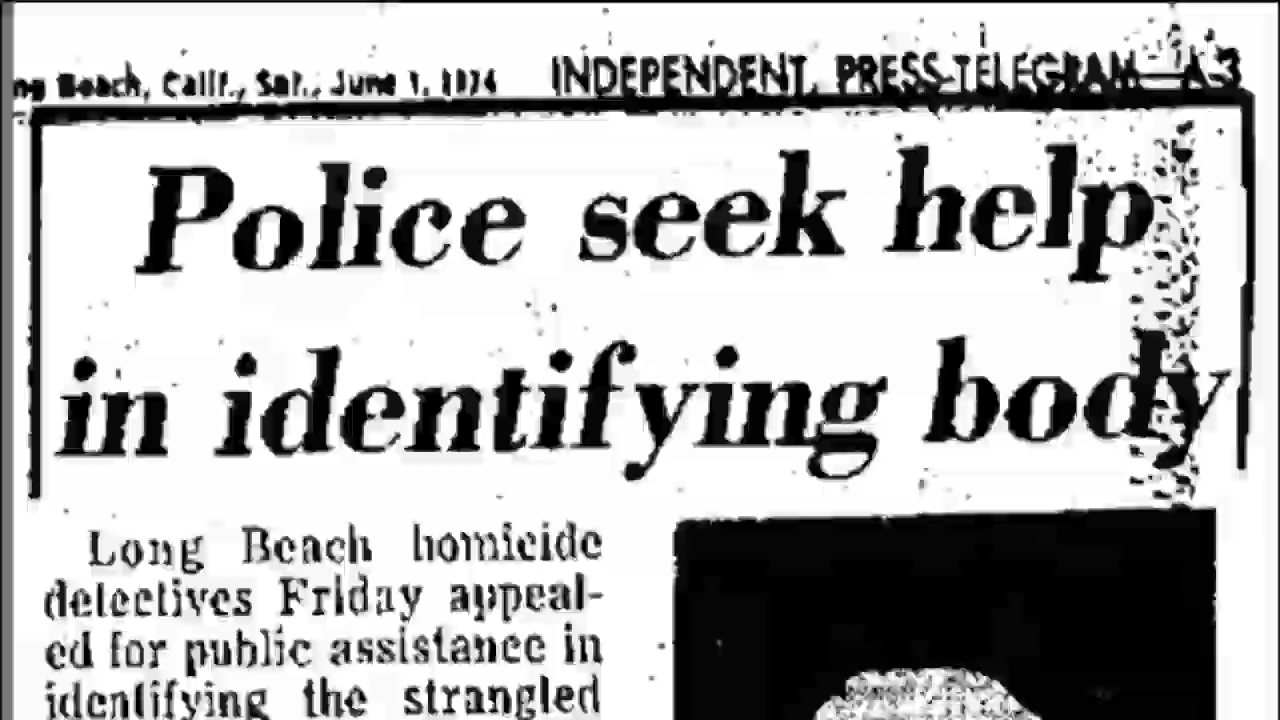 ng Beach, Calif., Sat., June 1, 1974 INDEPENDENT, PRESS-TELEGRAM—A-3
Police seek help
in identifying body
Long Beach homicide
detectives Friday appeal-
ed for public assistance in
identifying the strangled